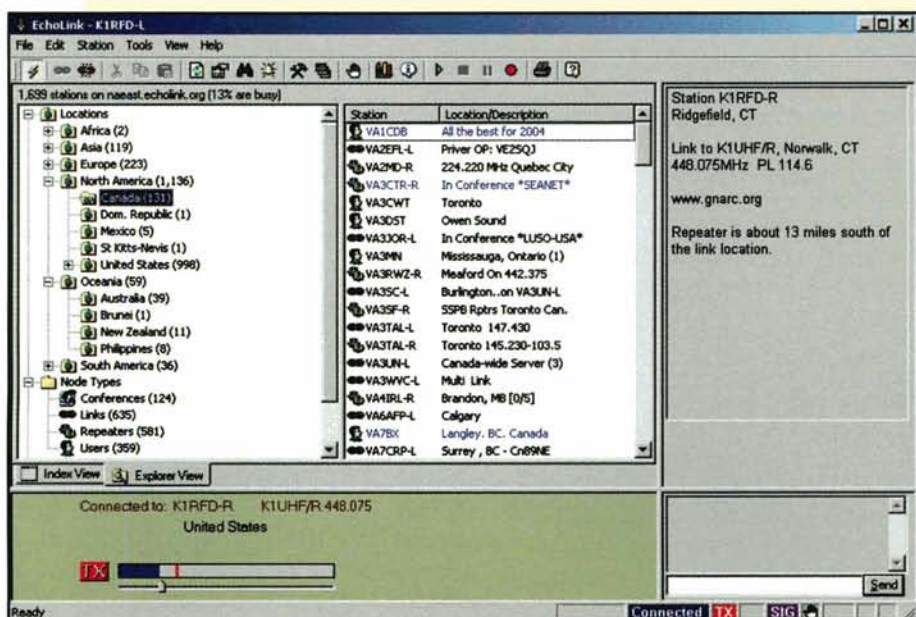 EchoLink - K1RFD-L
File Edit Station Tools View Help
1,699 stations on naeast.echolink.org (13% are busy)
Locations
Africa (2)
Asia (119)
Europe (223)
North America (1,136)
Canada (131)
Dom. Republic (1)
Mexico (5)
St Kitts-Nevis (1)
United States (998)
Oceania (59)
Australia (39)
Brunei (1)
New Zealand (11)
Philippines (8)
South America (36)
Node Types
Conferences (124)
Links (635)
Repeaters (581)
Users (359)
Station Location/Description
VA1CDB All the best for 2004
VA2EFL-L Priver OP: VE2SQJ
VA2MD-R 224.220 MHz Quebec City
VA3CTR-R In Conference *SEANET*
VA3CWT Toronto
VA3DST Owen Sound
VA3JOR-L In Conference *LUSO-USA*
VA3MN Mississauga, Ontario (1)
VA3RWZ-R Meaford On 442.375
VA3SC-L Burlington..on VA3UN-L
VA3SF-R SSPB Rptrs Toronto Can.
VA3TAL-L Toronto 147.430
VA3TAL-R Toronto 145.230-103.5
VA3UN-L Canada-wide Server (3)
VA3WVC-L Multi Link
VA4IRL-R Brandon, MB [0/5]
VA6AFP-L Calgary
VA7BX Langley. BC. Canada
VA7CRP-L Surrey , BC - Cn89NE
Station K1RFD-R
Ridgefield, CT
Link to K1UHF/R, Norwalk, CT
448.075MHz PL 114.6
www.gnarc.org
Repeater is about 13 miles south of
the link location.
Index View Explorer View
Connected to: K1RFD-R K1UHF/R 448.075
United States
TX
Send
Ready Connected TX SIG